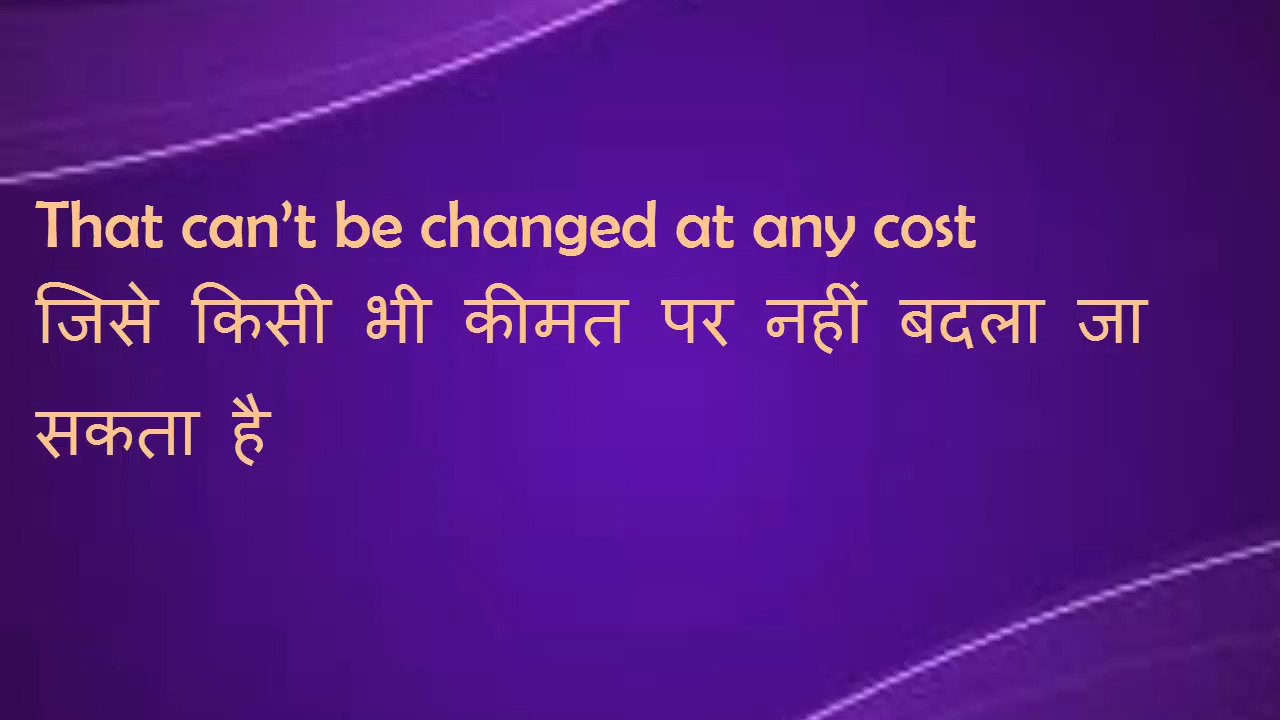 That can’t be changed at any cost
जिसे किसी भी कीमत पर नहीं बदला जा
सकता है